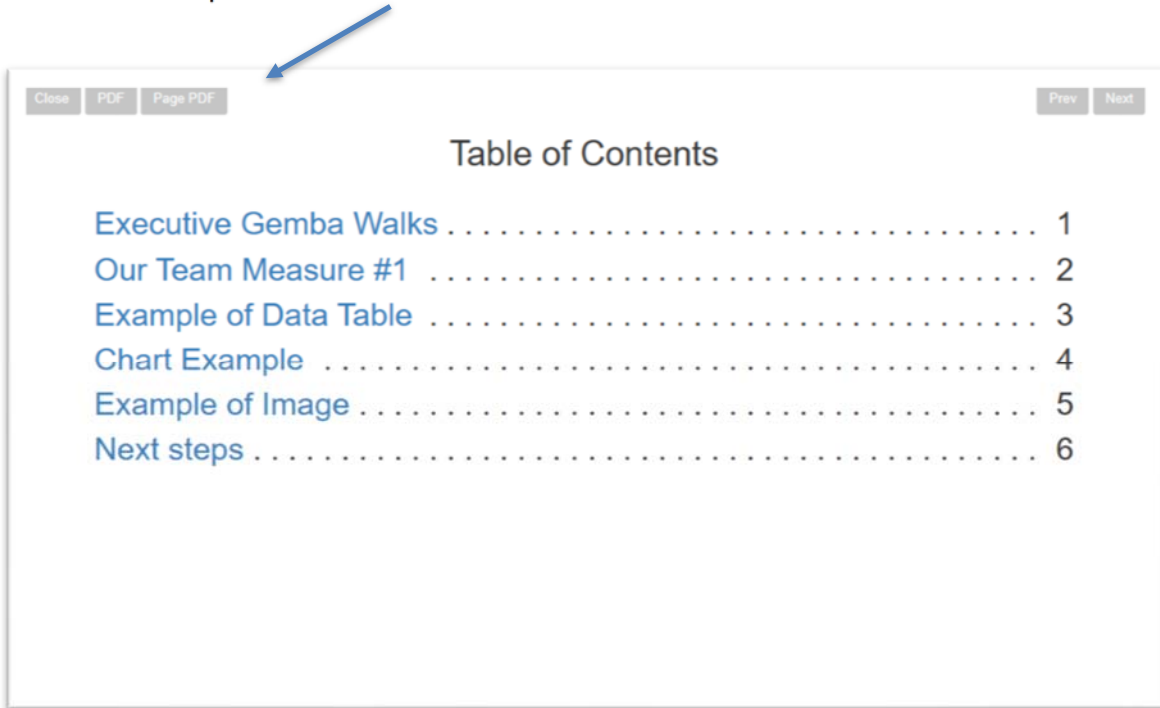 Close PDF Page PDF Prev Next
Table of Contents
Executive Gemba Walks . . . . . . . . . . . . . . . . . . . . . . . . . . . . . . . . . . 1
Our Team Measure #1 . . . . . . . . . . . . . . . . . . . . . . . . . . . . . . . . . . . 2
Example of Data Table . . . . . . . . . . . . . . . . . . . . . . . . . . . . . . . . . . . 3
Chart Example . . . . . . . . . . . . . . . . . . . . . . . . . . . . . . . . . . . . . . . . . 4
Example of Image . . . . . . . . . . . . . . . . . . . . . . . . . . . . . . . . . . . . . . . 5
Next steps . . . . . . . . . . . . . . . . . . . . . . . . . . . . . . . . . . . . . . . . . . . . . 6